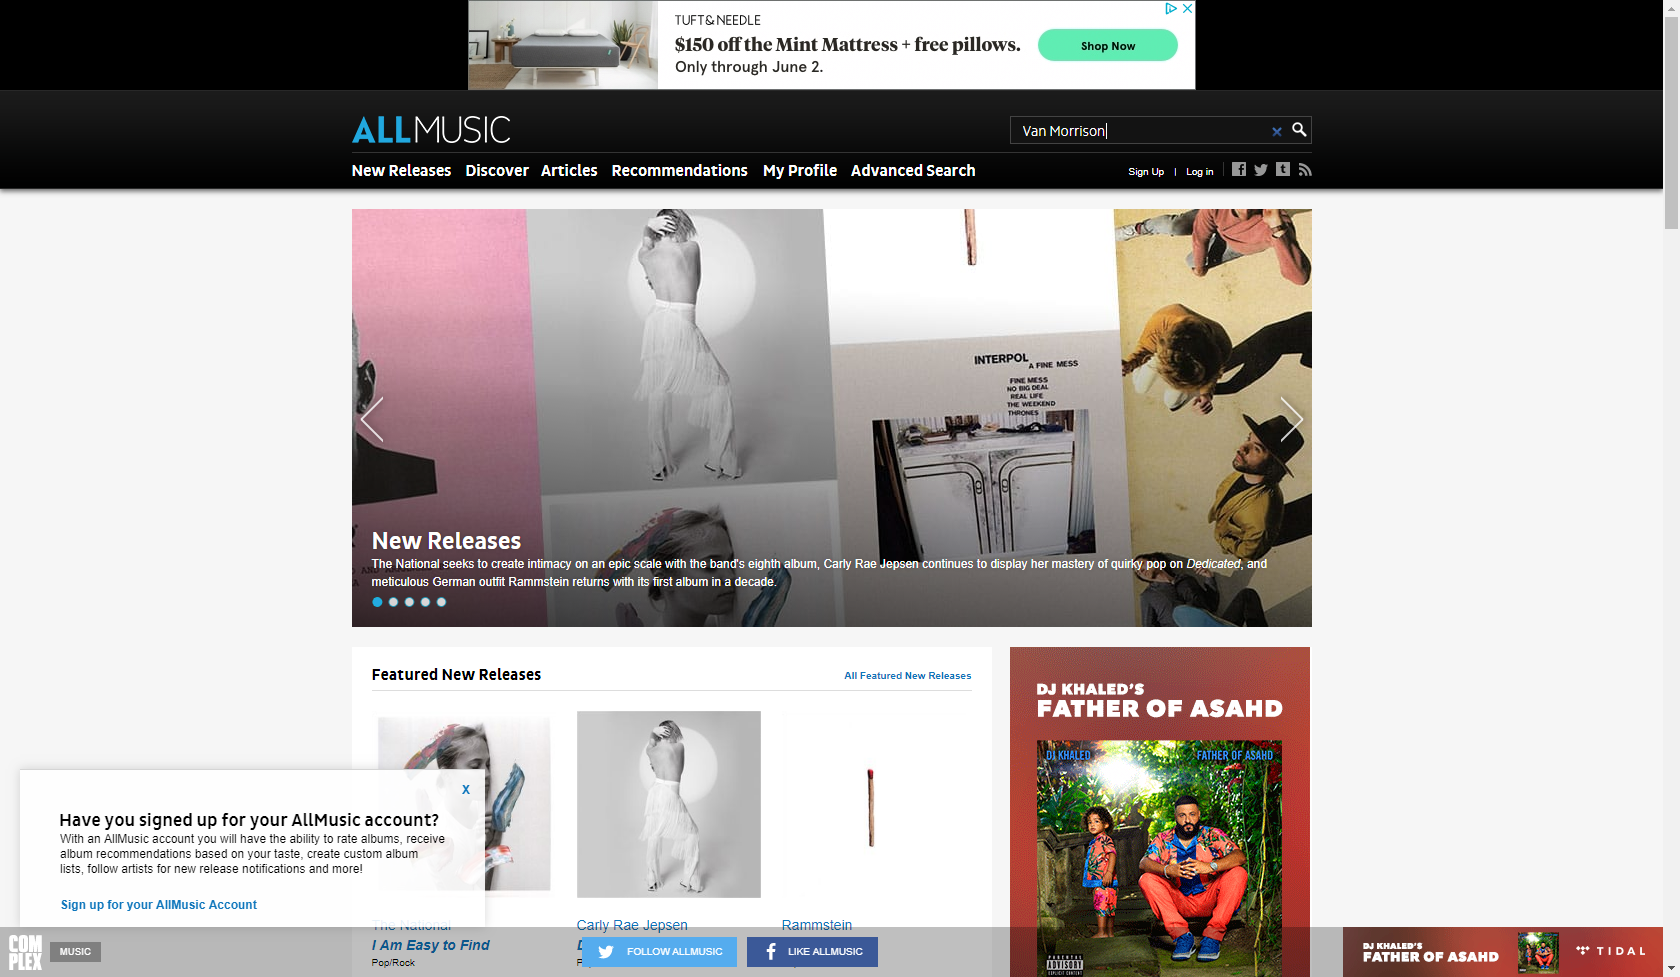 TUFT&NEEDLE
$150 off the Mint Mattress + free pillows.
Only through June 2.
Shop Now
ALLMUSIC
Van Morrison
New Releases Discover Articles Recommendations My Profile Advanced Search
Sign Up | Log in
INTERPOL
A FINE MESS
FINE MESS
NO BIG DEAL
REAL LIFE
THE WEEKEND
THRONES
New Releases
The National seeks to create intimacy on an epic scale with the band's eighth album, Carly Rae Jepsen continues to display her mastery of quirky pop on Dedicated, and
meticulous German outfit Rammstein returns with its first album in a decade.
Featured New Releases
All Featured New Releases
DJ KHALED'S
FATHER OF ASAHD
DJ KHALED FATHER OF ASAHD
PARENTAL
ADVISORY
EXPLICIT CONTENT
X
Have you signed up for your AllMusic account?
With an AllMusic account you will have the ability to rate albums, receive
album recommendations based on your taste, create custom album
lists, follow artists for new release notifications and more!
Sign up for your AllMusic Account
The National
I Am Easy to Find
Pop/Rock
Carly Rae Jepsen
Rammstein
COMPLEX
MUSIC
FOLLOW ALLMUSIC
LIKE ALLMUSIC
DJ KHALED'S
FATHER OF ASAHD
TIDAL